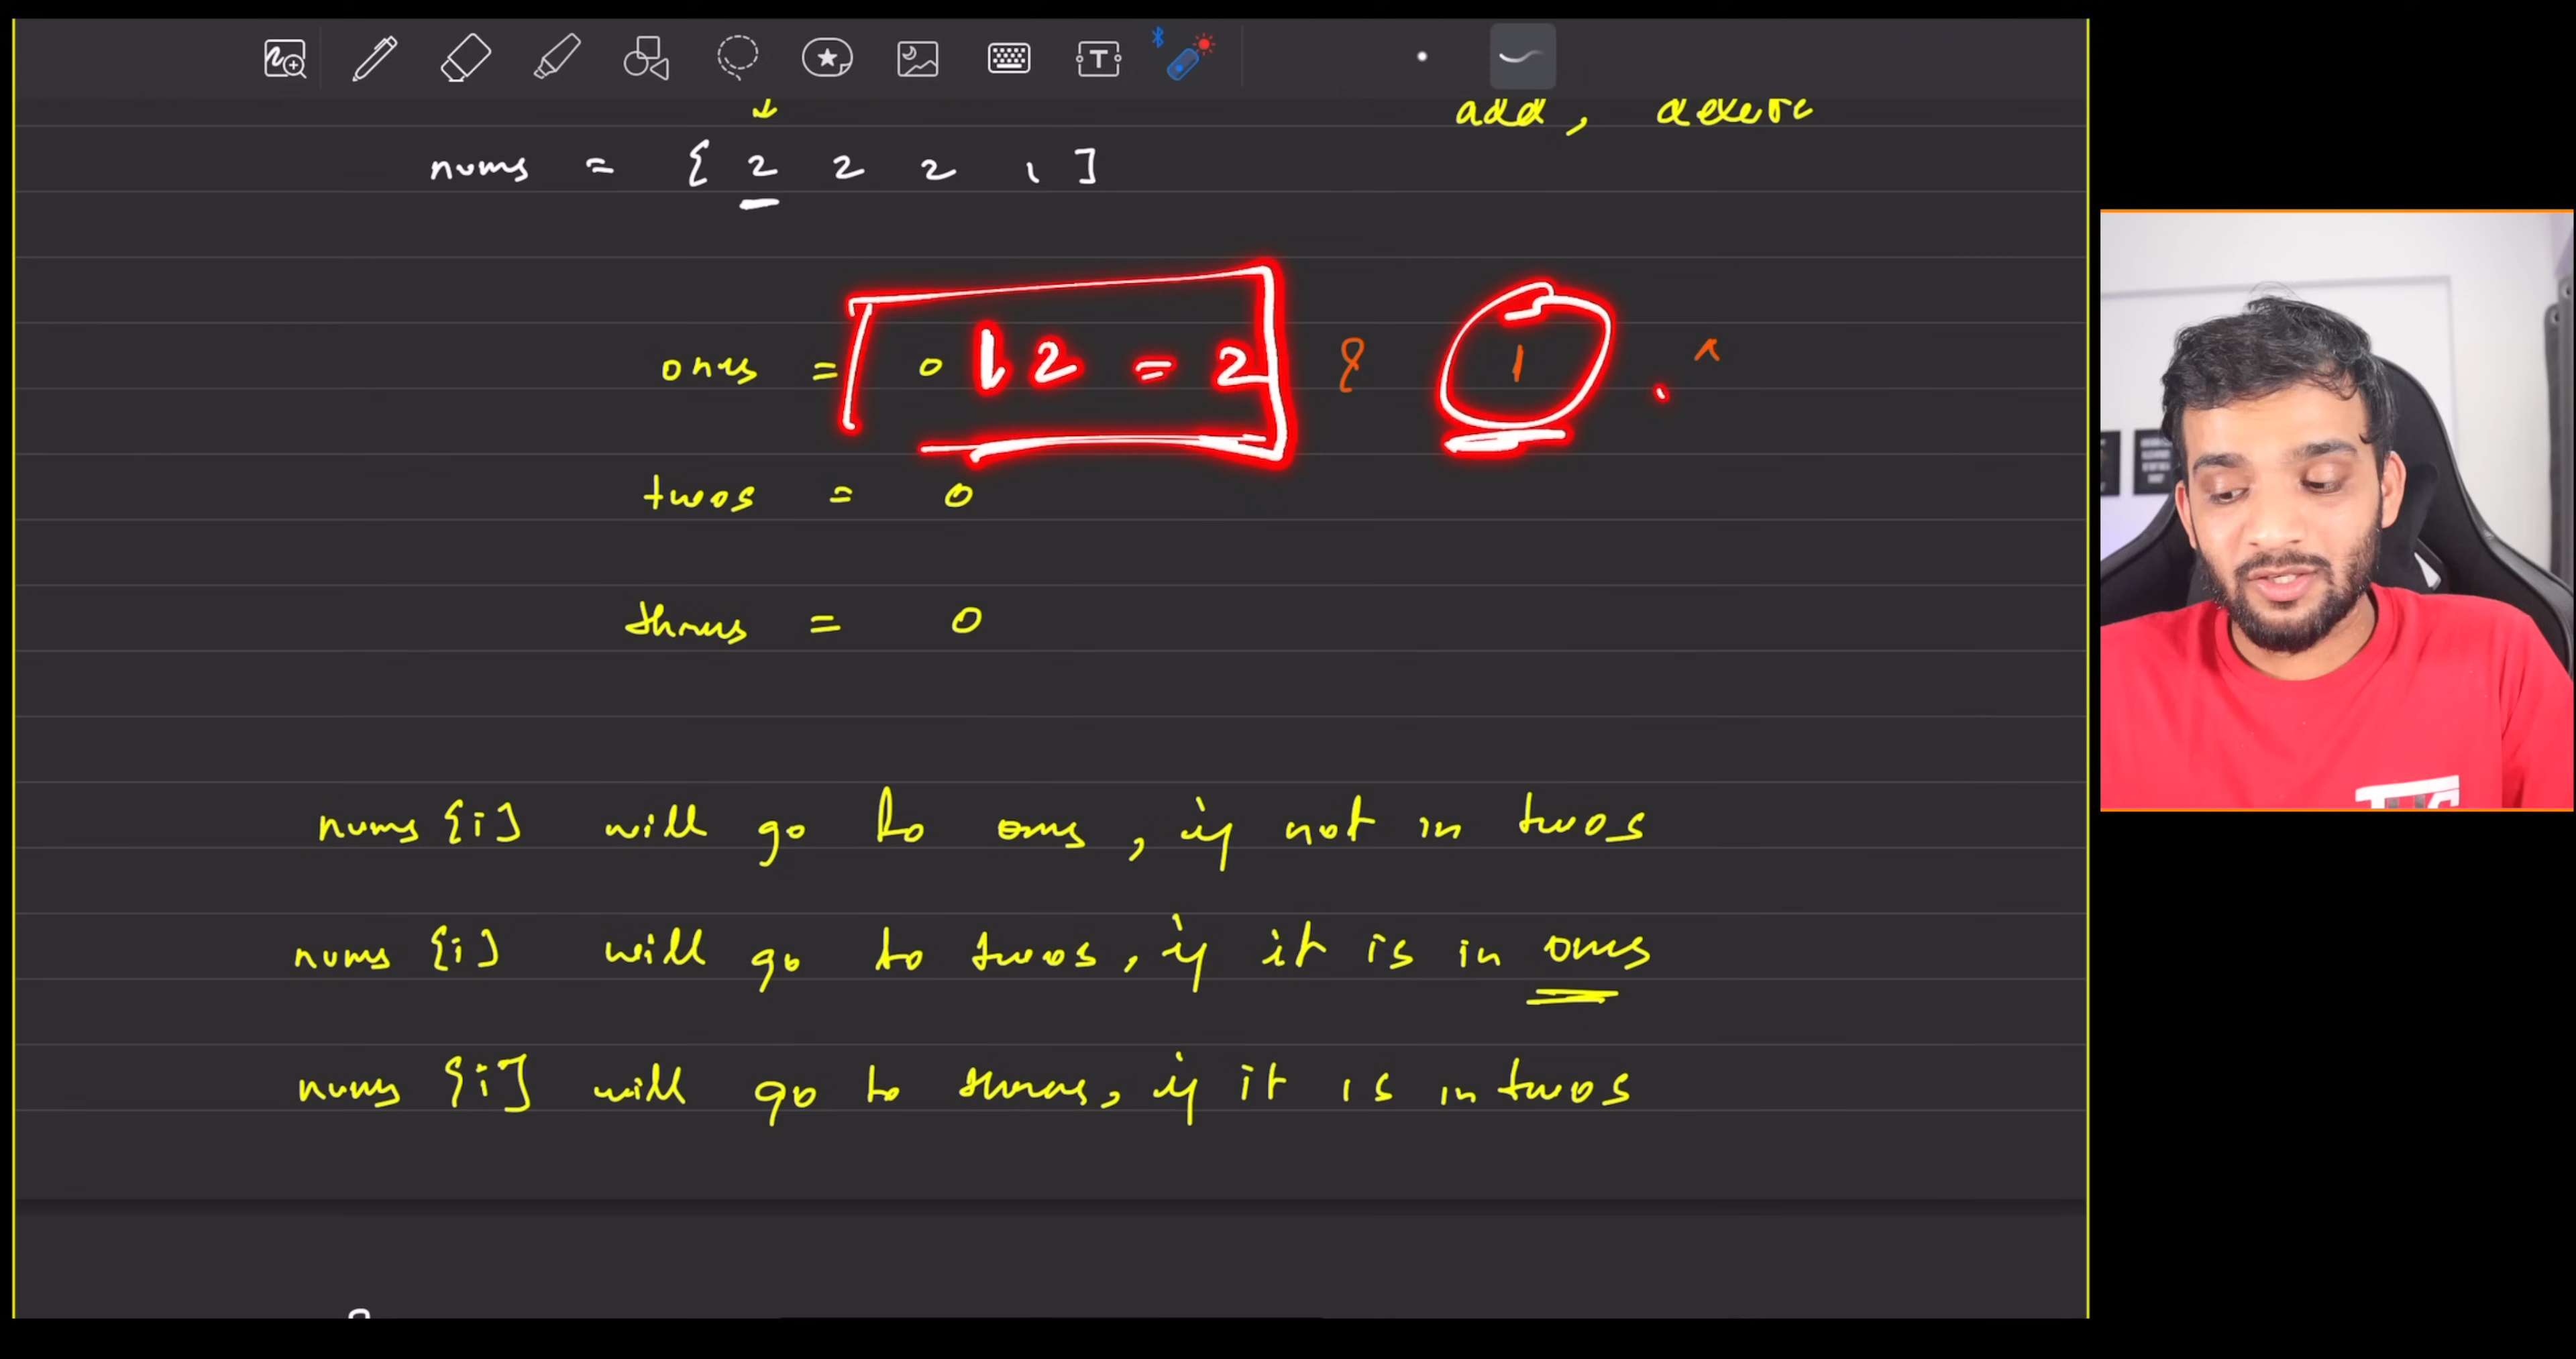 add ,
nums = { 2 2 2 1 ]
ones = 0 | 2 = 2 & 1 ^
twos = 0
threes = 0
nums [i] will go to ones , if not in twos
nums [i] will go to twos , if it is in ones
nums [i] will go to threes , if it is in twos